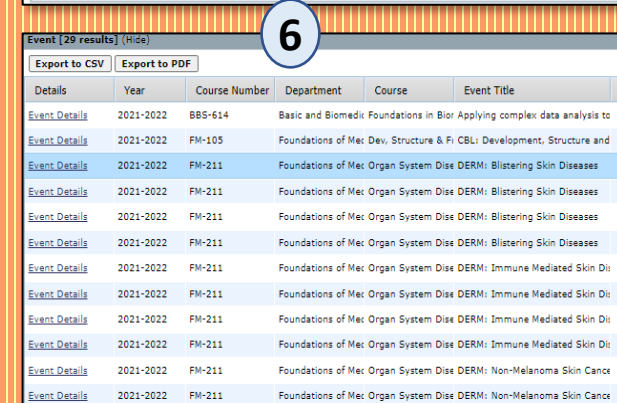 6
Event [29 results] (Hide)
Export to CSV Export to PDF
Details Year Course Number Department Course Event Title
Event Details 2021-2022 BBS-614 Basic and Biomedic Foundations in Bior Applying complex data analysis to
Event Details 2021-2022 FM-105 Foundations of Mec Dev, Structure & F CBL: Development, Structure and
Event Details 2021-2022 FM-211 Foundations of Mec Organ System Dise DERM: Blistering Skin Diseases
Event Details 2021-2022 FM-211 Foundations of Mec Organ System Dise DERM: Blistering Skin Diseases
Event Details 2021-2022 FM-211 Foundations of Mec Organ System Dise DERM: Blistering Skin Diseases
Event Details 2021-2022 FM-211 Foundations of Mec Organ System Dise DERM: Blistering Skin Diseases
Event Details 2021-2022 FM-211 Foundations of Mec Organ System Dise DERM: Immune Mediated Skin Dis
Event Details 2021-2022 FM-211 Foundations of Mec Organ System Dise DERM: Immune Mediated Skin Dis
Event Details 2021-2022 FM-211 Foundations of Mec Organ System Dise DERM: Immune Mediated Skin Dis
Event Details 2021-2022 FM-211 Foundations of Mec Organ System Dise DERM: Immune Mediated Skin Dis
Event Details 2021-2022 FM-211 Foundations of Mec Organ System Dise DERM: Non-Melanoma Skin Cance
Event Details 2021-2022 FM-211 Foundations of Mec Organ System Dise DERM: Non-Melanoma Skin Cance